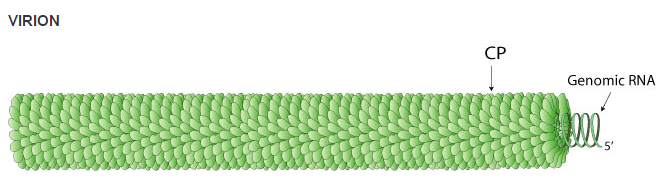 VIRION
CP
Genomic RNA
5'